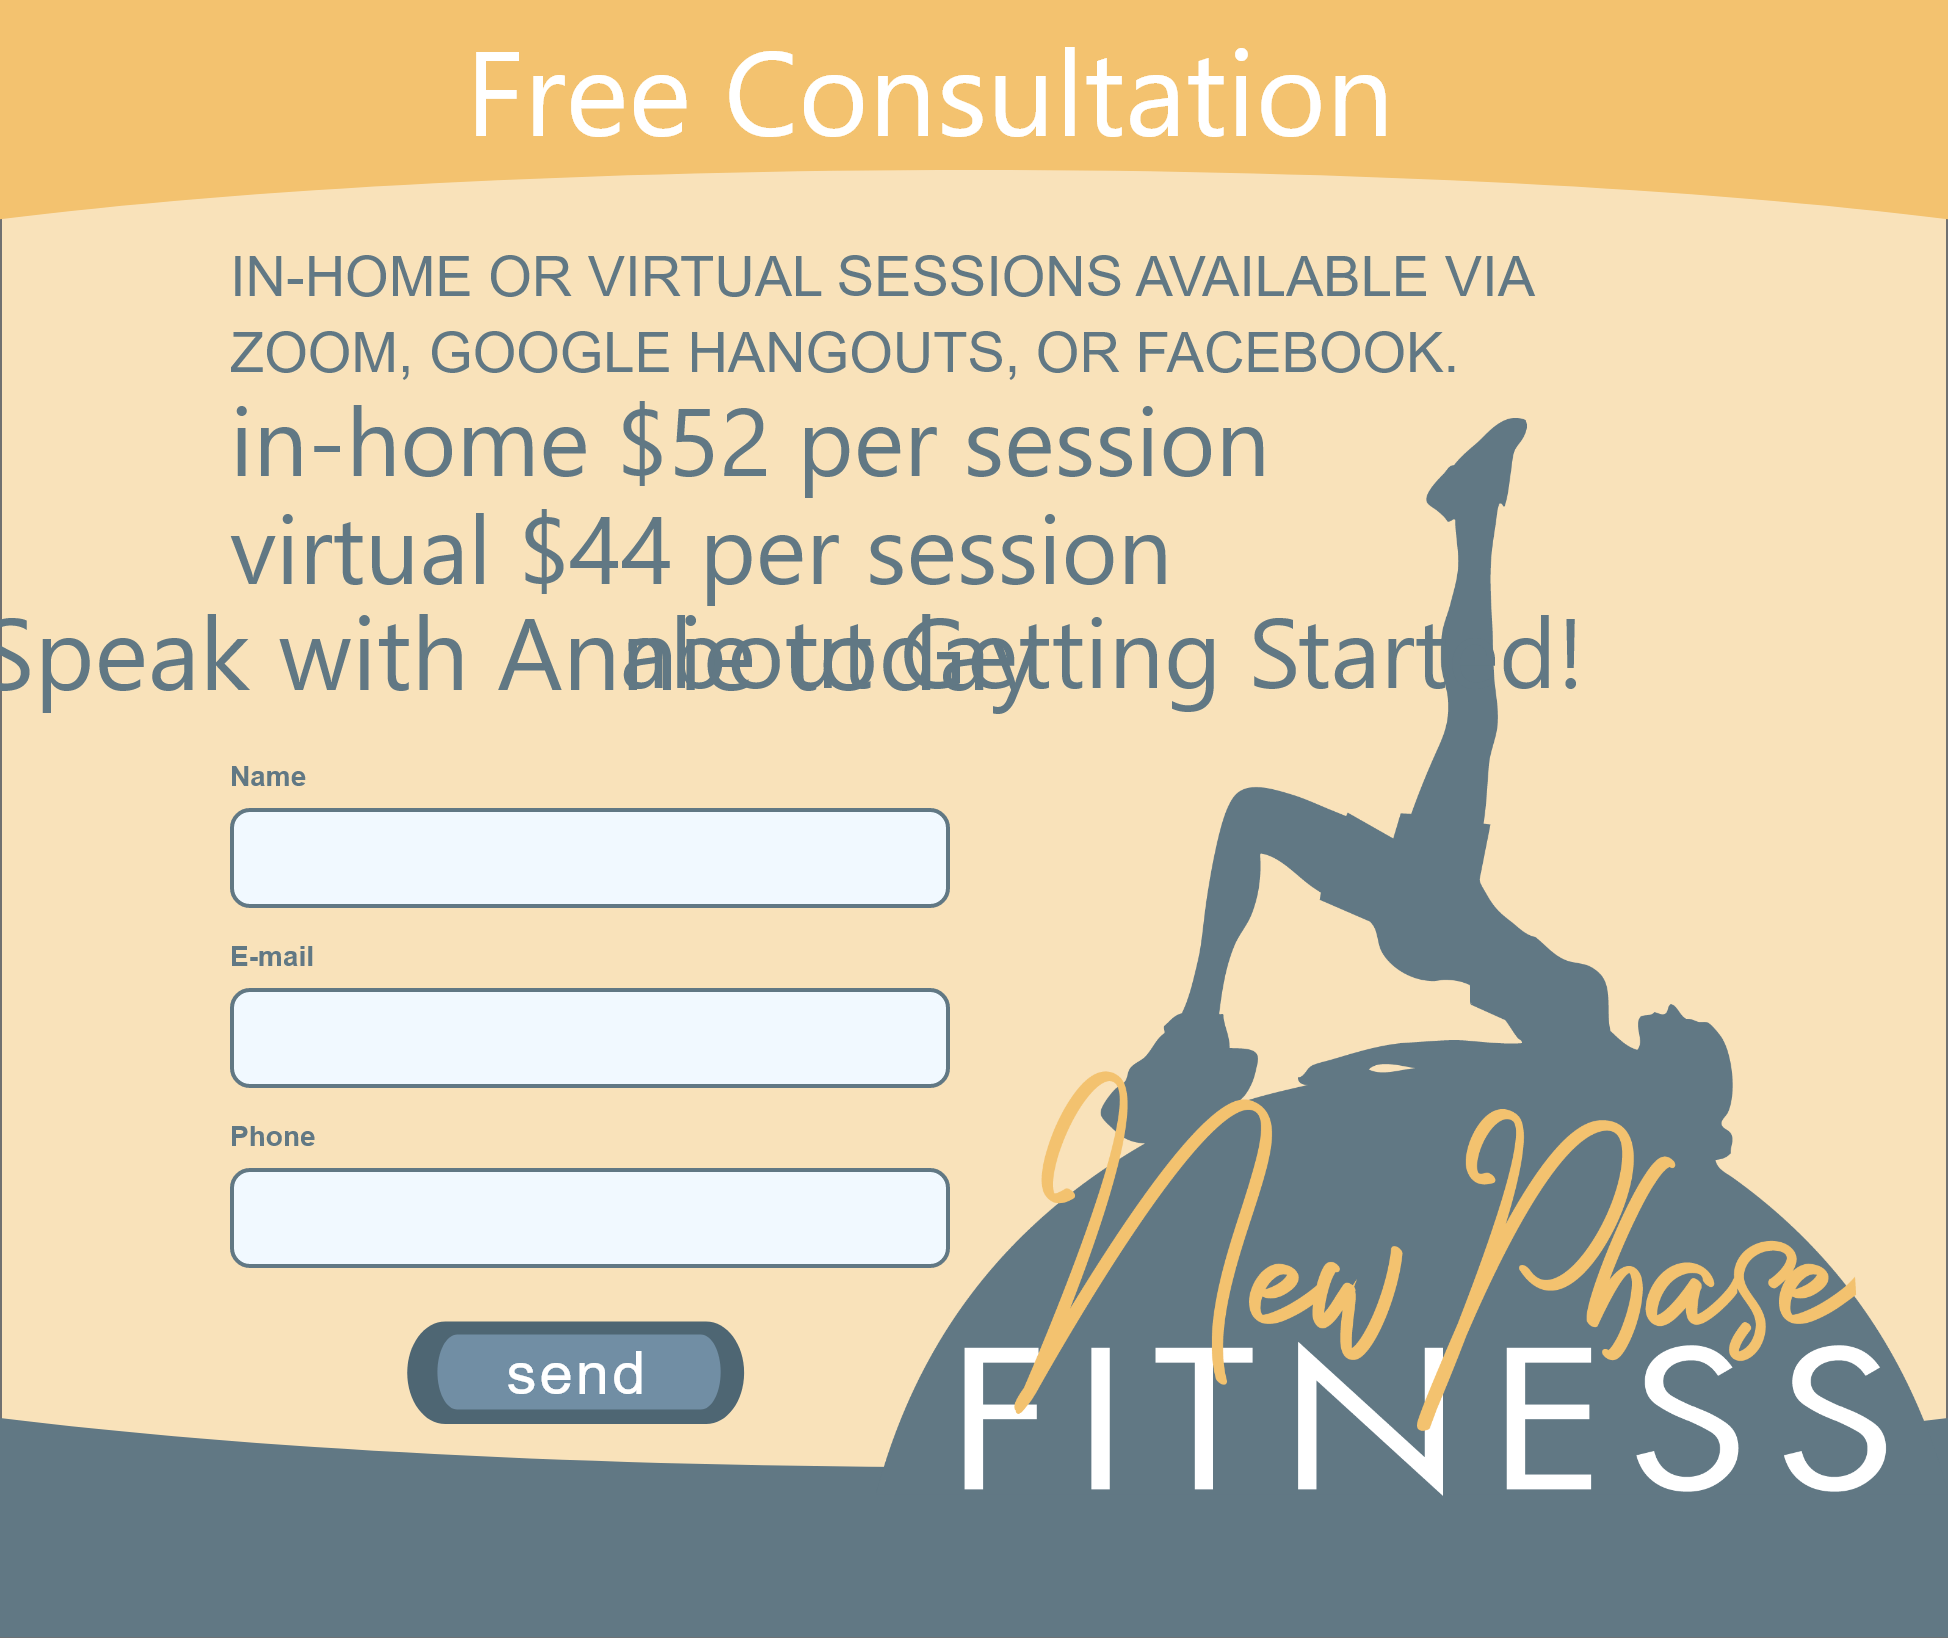 Free Consultation
IN-HOME OR VIRTUAL SESSIONS AVAILABLE VIA
ZOOM, GOOGLE HANGOUTS, OR FACEBOOK.
in-home $52 per session
virtual $44 per session
Speak with Annie today
about Getting Started!
Name
E-mail
Phone
send
New Phase
FITNESS